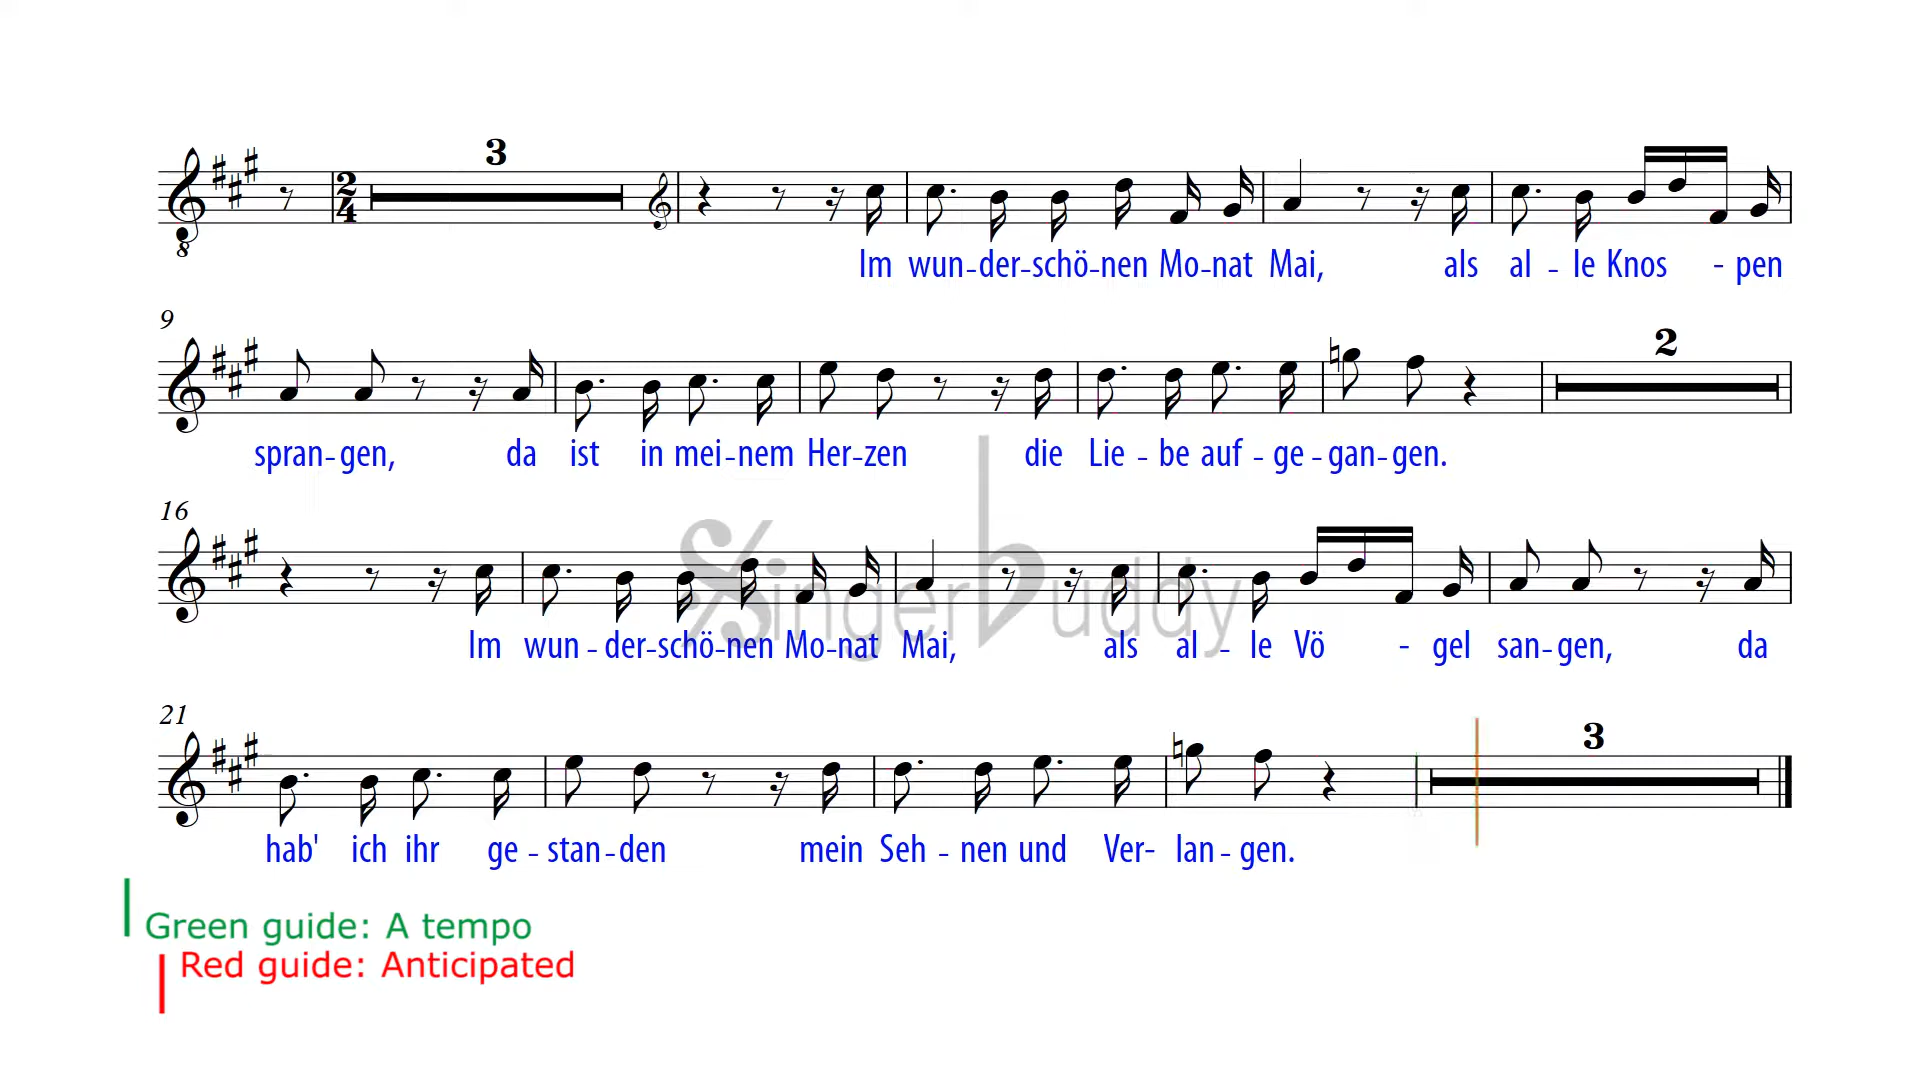 3
8
2
4
Im wun-der-schö-nen Mo-nat Mai, als al - le Knos - pen
9
2
spran-gen, da ist in mei-nem Her-zen die Lie - be auf - ge - gan-gen.
16
SingerBuddy
Im wun - der-schö-nen Mo-nat Mai, als al - le Vö - gel san-gen, da
21
3
hab' ich ihr ge - stan-den mein Seh - nen und Ver- lan - gen.
Green guide: A tempo
Red guide: Anticipated